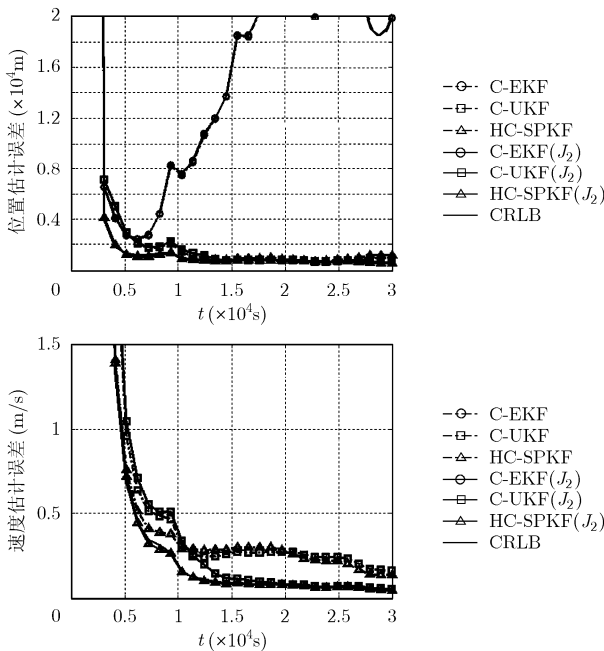 2
1.6
1.2
0.8
0.4
0
0.5
1
1.5
2
2.5
3
位置估计误差 (×10⁴m)
t (×10⁴s)
C-EKF
C-UKF
HC-SPKF
C-EKF(J₂)
C-UKF(J₂)
HC-SPKF(J₂)
CRLB
1.5
1
0.5
0
0.5
1
1.5
2
2.5
3
速度估计误差 (m/s)
t (×10⁴s)
C-EKF
C-UKF
HC-SPKF
C-EKF(J₂)
C-UKF(J₂)
HC-SPKF(J₂)
CRLB